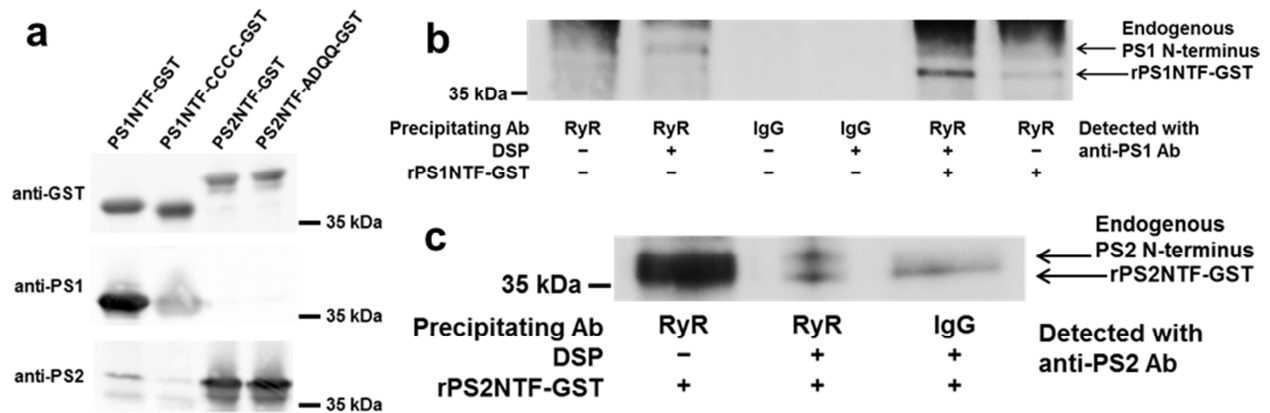 a
PS1NTF-GST
PS1NTF-CCCC-GST
PS2NTF-GST
PS2NTF-ADQQ-GST
anti-GST
35 kDa
anti-PS1
35 kDa
anti-PS2
35 kDa
b
35 kDa
Endogenous
PS1 N-terminus
rPS1NTF-GST
Precipitating Ab RyR RyR IgG IgG RyR RyR
DSP – + – + + –
rPS1NTF-GST – – – – + +
Detected with
anti-PS1 Ab
c
35 kDa
Endogenous
PS2 N-terminus
rPS2NTF-GST
Precipitating Ab RyR RyR IgG
DSP – + +
rPS2NTF-GST + + +
Detected with
anti-PS2 Ab